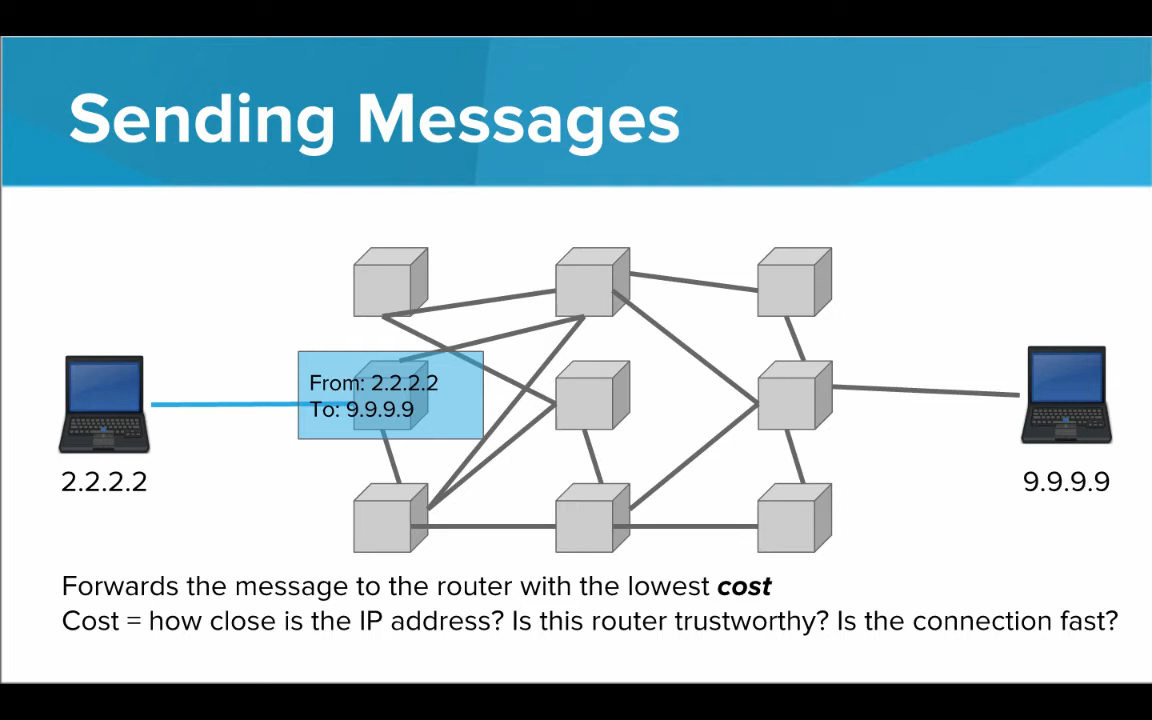 Sending Messages
From: 2.2.2.2
To: 9.9.9.9
2.2.2.2
9.9.9.9
Forwards the message to the router with the lowest cost
Cost = how close is the IP address? Is this router trustworthy? Is the connection fast?